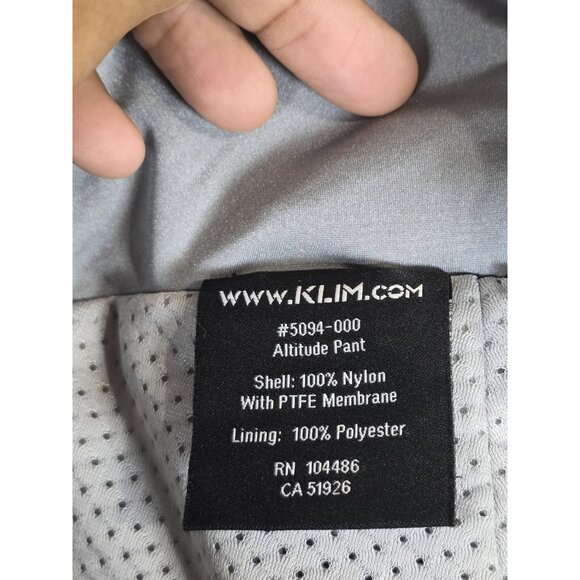 WWW.KLIM.COM
#5094-000
Altitude Pant
Shell: 100% Nylon
With PTFE Membrane
Lining: 100% Polyester
RN 104486
CA 51926